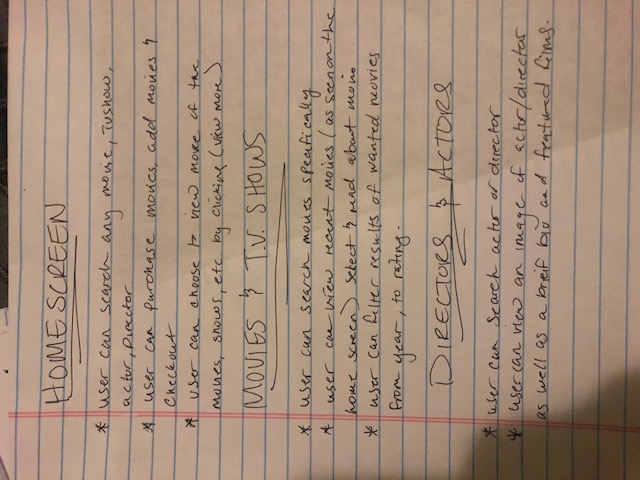 HOME SCREEN
* user can search any movie, TVshow,
actor, Director
* user can purchase movies, add movies &
Checkout
* user can choose to view more of the
movies, shows, etc. by clicking (view more)
MOVIES & T.V. SHOWS
* user can search movies specifically
* user can view recent movies (as seen on the
home screen) select & read about movie
* user can filter results of wanted movies
from year, to rating.
DIRECTORS & ACTORS
* user can search actor or director
* user can view an image of actor/director
as well as a breif bio and featured films.